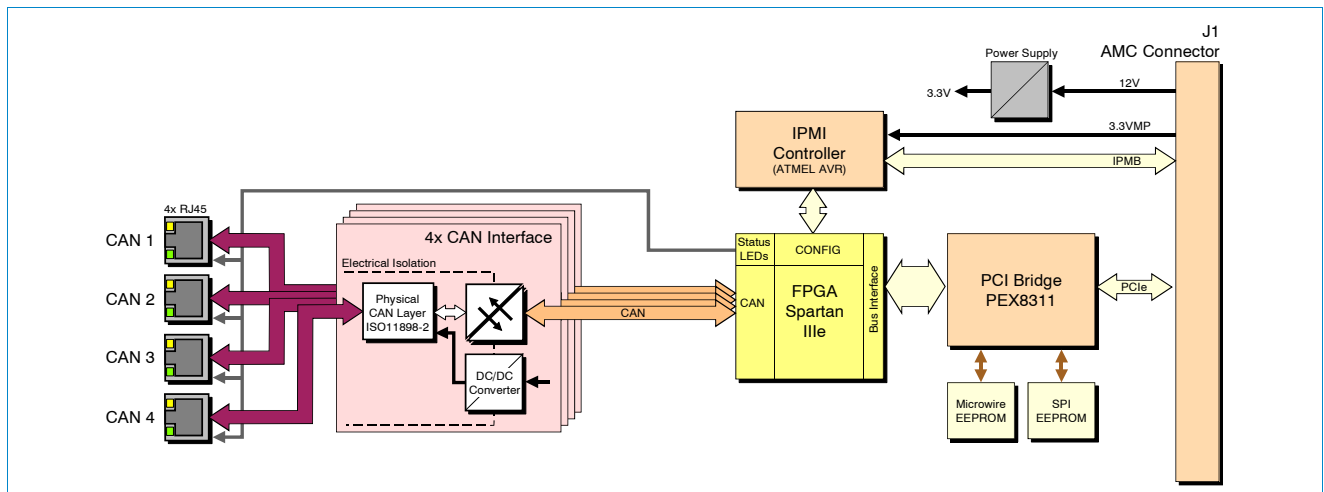 J1
AMC Connector
Power Supply
12V
3.3V
3.3VMP
IPMB
IPMI
Controller
(ATMEL AVR)
4x RJ45
CAN 1
CAN 2
CAN 3
CAN 4
4x CAN Interface
Electrical Isolation
Physical
CAN Layer
ISO11898-2
DC/DC
Converter
CAN
Status
LEDs
CONFIG
CAN
FPGA
Spartan
IIIe
Bus Interface
PCI Bridge
PEX8311
PCIe
Microwire
EEPROM
SPI
EEPROM